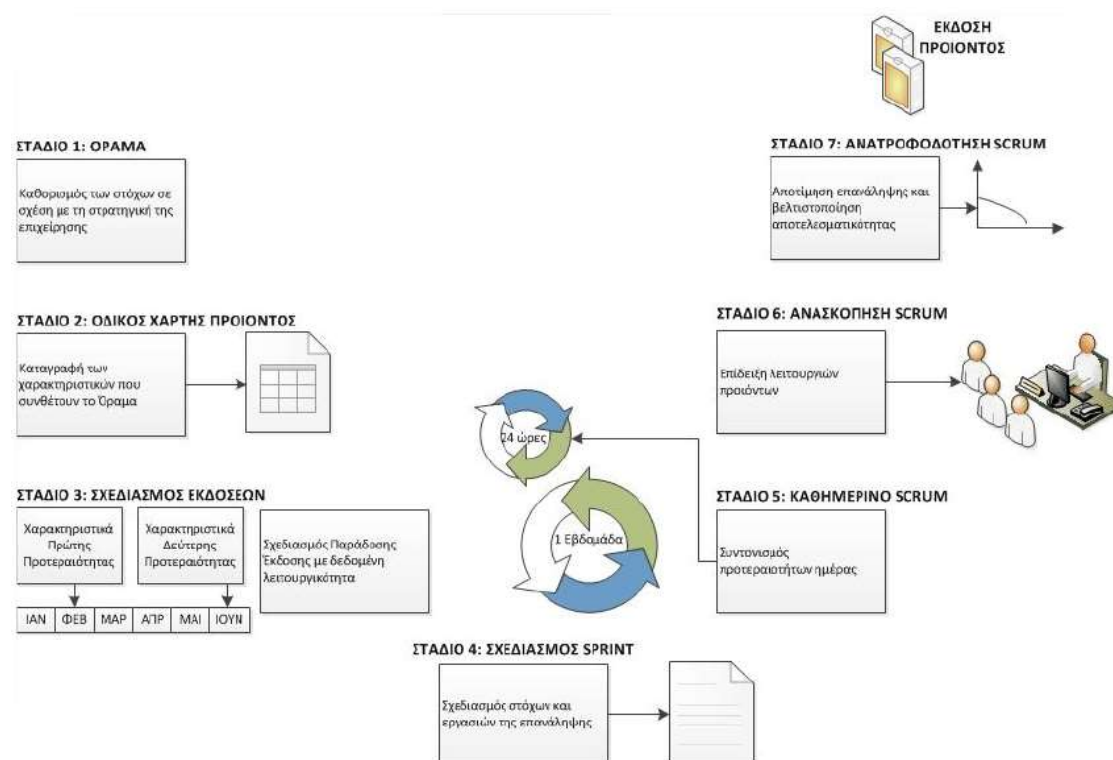 ΕΚΔΟΣΗ
ΠΡΟΙΟΝΤΟΣ
ΣΤΑΔΙΟ 1: ΟΡΑΜΑ
Καθορισμός των στόχων σε
σχέση με τη στρατηγική της
επιχείρησης
ΣΤΑΔΙΟ 2: ΟΔΙΚΟΣ ΧΑΡΤΗΣ ΠΡΟΙΟΝΤΟΣ
Καταγραφή των
χαρακτηριστικών που
συνθέτουν το Όραμα
ΣΤΑΔΙΟ 3: ΣΧΕΔΙΑΣΜΟΣ ΕΚΔΟΣΕΩΝ
Χαρακτηριστικά
Πρώτης
Προτεραιότητας
Χαρακτηριστικά
Δεύτερης
Προτεραιότητας
ΙΑΝ ΦΕΒ ΜΑΡ ΑΠΡ ΜΑΙ ΙΟΥΝ
Σχεδιασμός Παράδοσης
Έκδοσης με δεδομένη
λειτουργικότητα
ΣΤΑΔΙΟ 4: ΣΧΕΔΙΑΣΜΟΣ SPRINT
Σχεδιασμός στόχων και
εργασιών της επανάληψης
24 ώρες
1 Εβδομάδα
ΣΤΑΔΙΟ 5: ΚΑΘΗΜΕΡΙΝΟ SCRUM
Συντονισμός
προτεραιοτήτων ημέρας
ΣΤΑΔΙΟ 6: ΑΝΑΣΚΟΠΗΣΗ SCRUM
Επίδειξη λειτουργιών
προιόντων
ΣΤΑΔΙΟ 7: ΑΝΑΤΡΟΦΟΔΟΤΗΣΗ SCRUM
Αποτίμηση επανάληψης και
βελτιστοποίηση
αποτελεσματικότητας